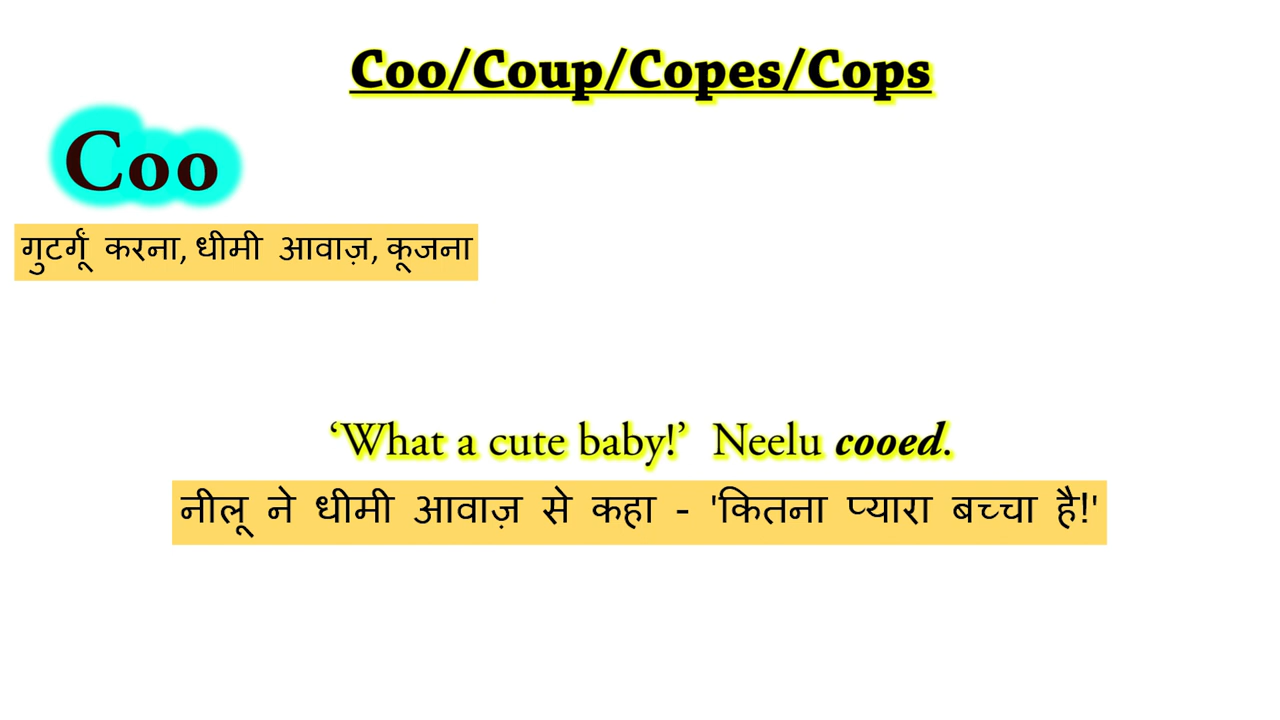 Coo/Coup/Copes/Cops
Coo
गुटर्गूं करना, धीमी आवाज़, कूजना
‘What a cute baby!’ Neelu cooed.
नीलू ने धीमी आवाज़ से कहा - 'कितना प्यारा बच्चा है!'